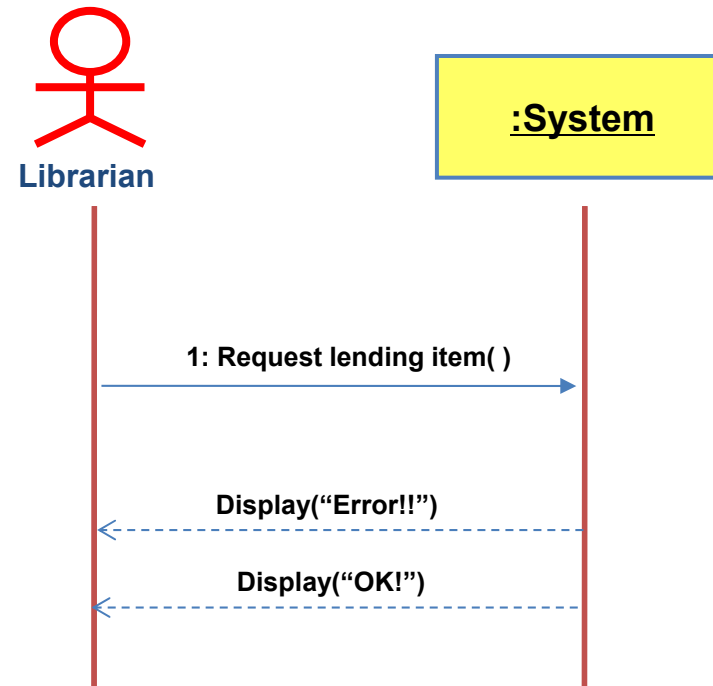 Librarian
:System
1: Request lending item( )
Display(“Error!!”)
Display(“OK!”)